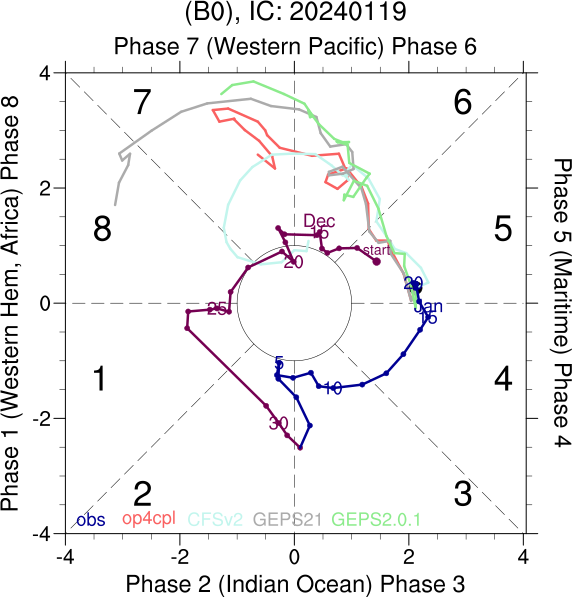 (B0), IC: 20240119
Phase 7 (Western Pacific) Phase 6
Phase 1 (Western Hem, Africa) Phase 8
Phase 5 (Maritime) Phase 4
4
2
0
-2
-4
7
6
8
5
1
4
2
3
Dec
15
start
20
20
Jan
15
25
5
10
30
obs op4cpl CFSv2 GEPS21 GEPS2.0.1
-4 -2 0 2 4
Phase 2 (Indian Ocean) Phase 3